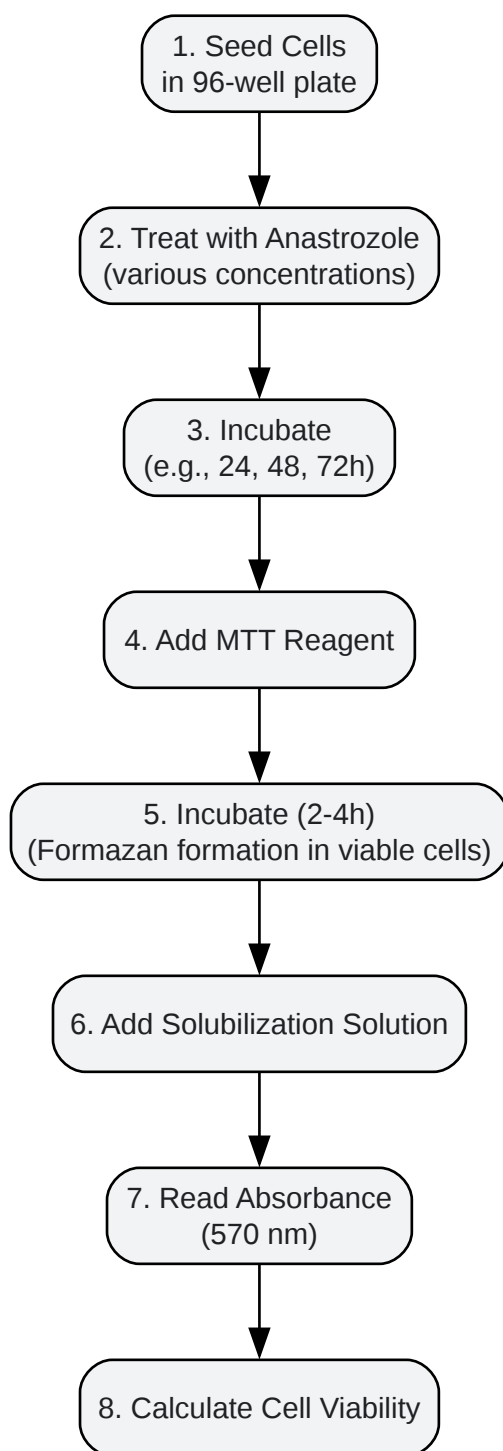 1. Seed Cells
in 96-well plate
2. Treat with Anastrozole
(various concentrations)
3. Incubate
(e.g., 24, 48, 72h)
4. Add MTT Reagent
5. Incubate (2-4h)
(Formazan formation in viable cells)
6. Add Solubilization Solution
7. Read Absorbance
(570 nm)
8. Calculate Cell Viability